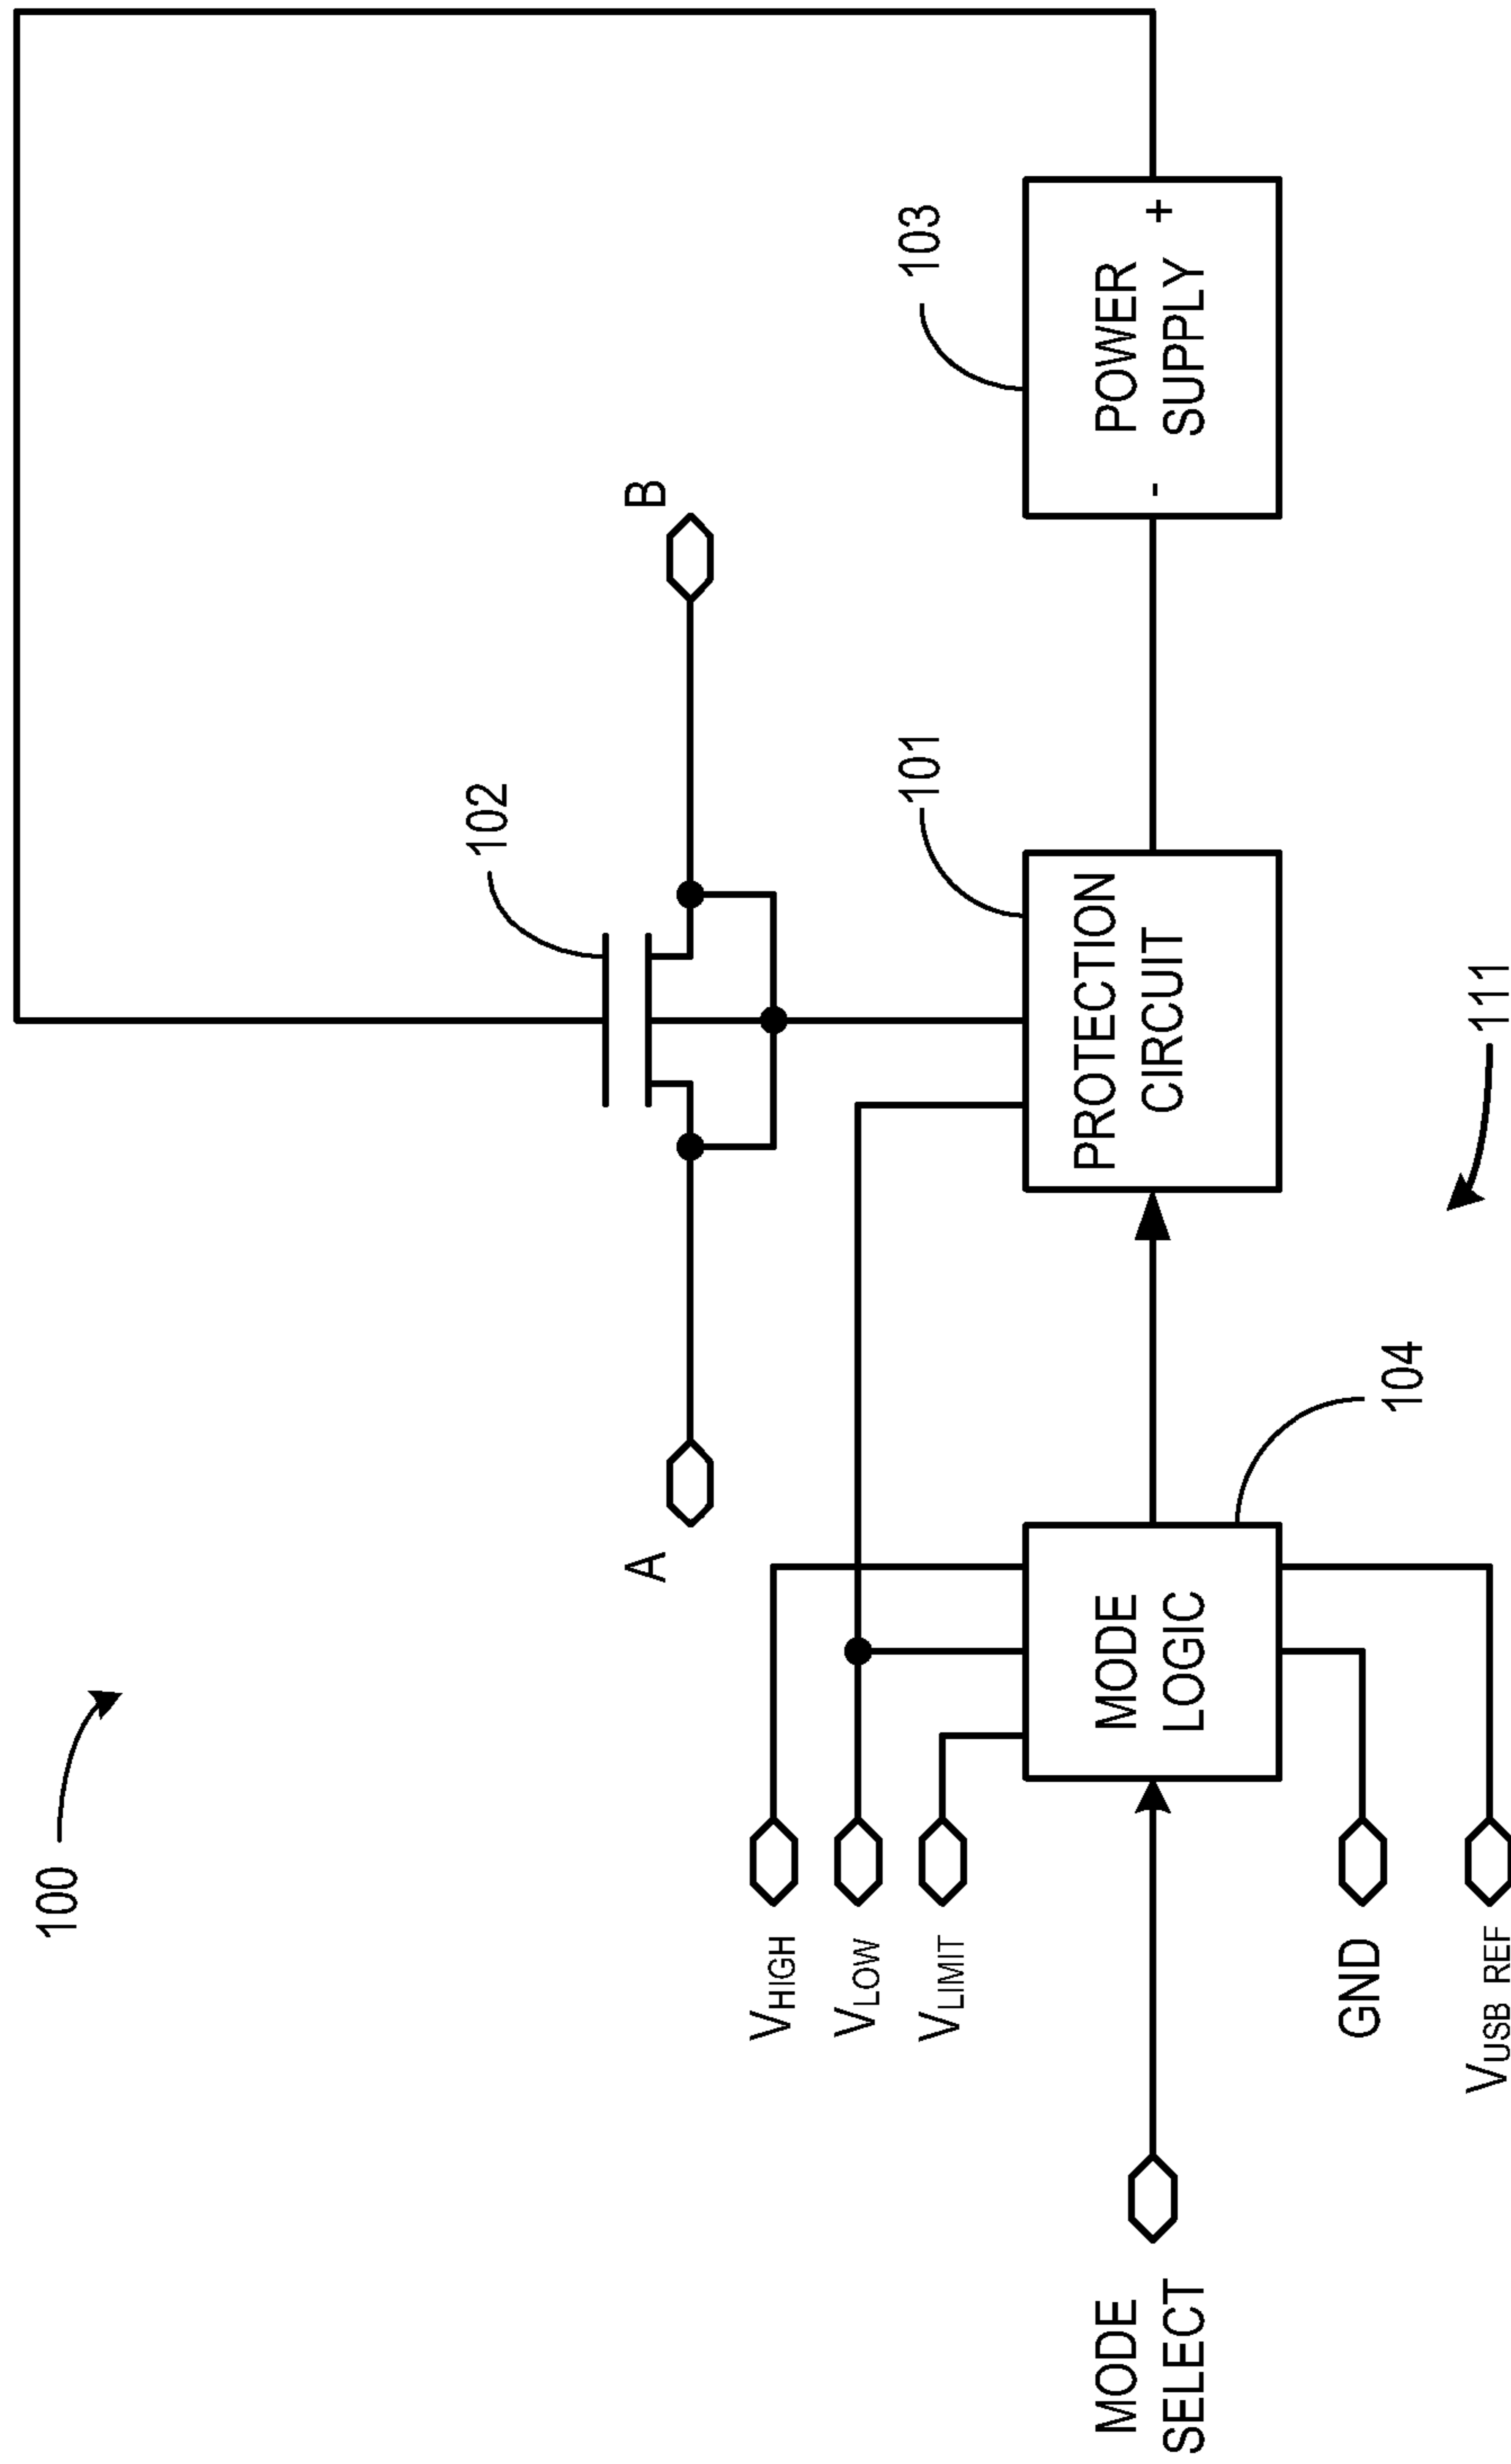 100
102
A
B
103
101
VHIGH
VLOW
VLIMIT
MODE
SELECT
MODE
LOGIC
PROTECTION
CIRCUIT
POWER
SUPPLY
-
+
GND
104
VUSB REF
111